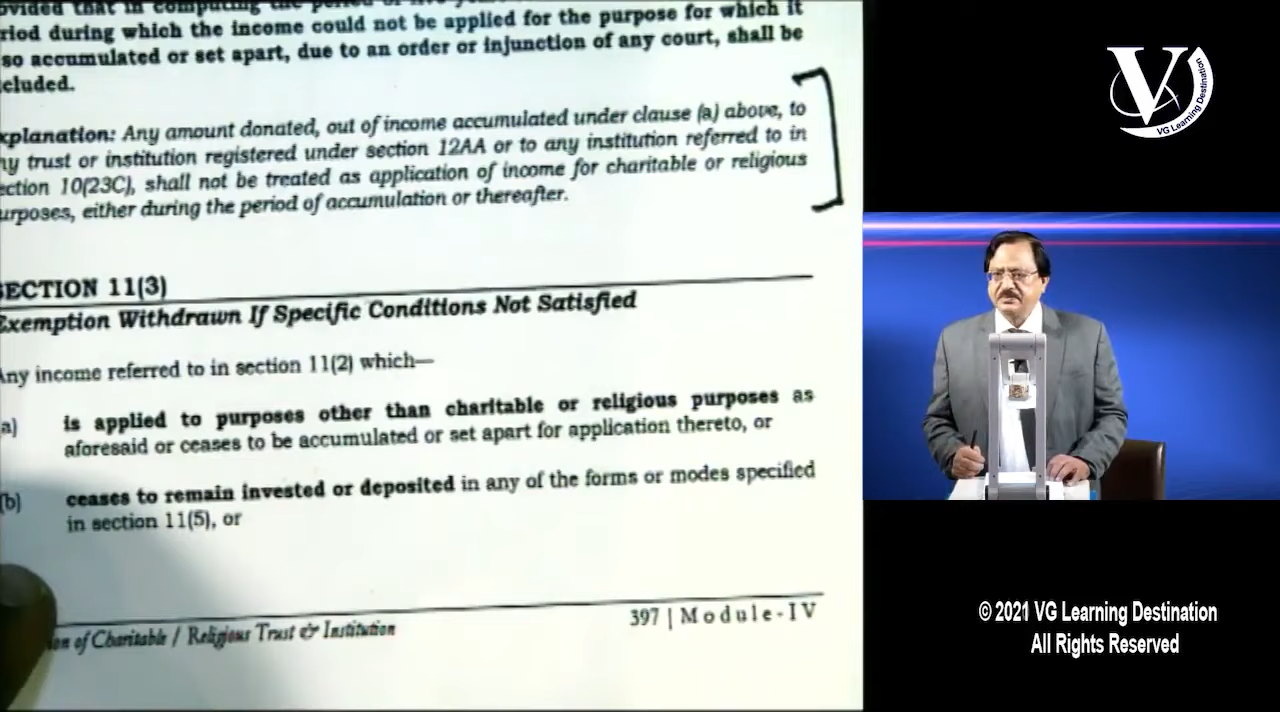 ovided that in computing the period of
riod during which the income could not be applied for the purpose for which it
so accumulated or set apart, due to an order or injunction of any court, shall be
cluded.
xplanation: Any amount donated, out of income accumulated under clause (a) above, to
ny trust or institution registered under section 12AA or to any institution referred to in
ection 10(23C), shall not be treated as application of income for charitable or religious
urposes, either during the period of accumulation or thereafter.
SECTION 11(3)
Exemption Withdrawn If Specific Conditions Not Satisfied
Any income referred to in section 11(2) which—
a) is applied to purposes other than charitable or religious purposes as
aforesaid or ceases to be accumulated or set apart for application thereto, or
(b) ceases to remain invested or deposited in any of the forms or modes specified
in section 11(5), or
ion of Charitable / Religious Trust & Institution
397 | Module-IV
V
VG Learning Destination
© 2021 VG Learning Destination
All Rights Reserved